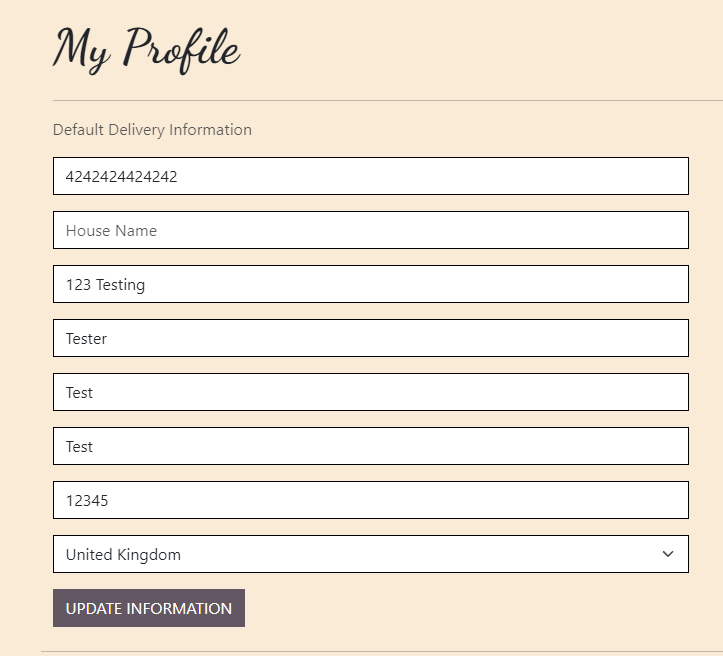 My Profile
Default Delivery Information
4242424424242
House Name
123 Testing
Tester
Test
Test
12345
United Kingdom
UPDATE INFORMATION